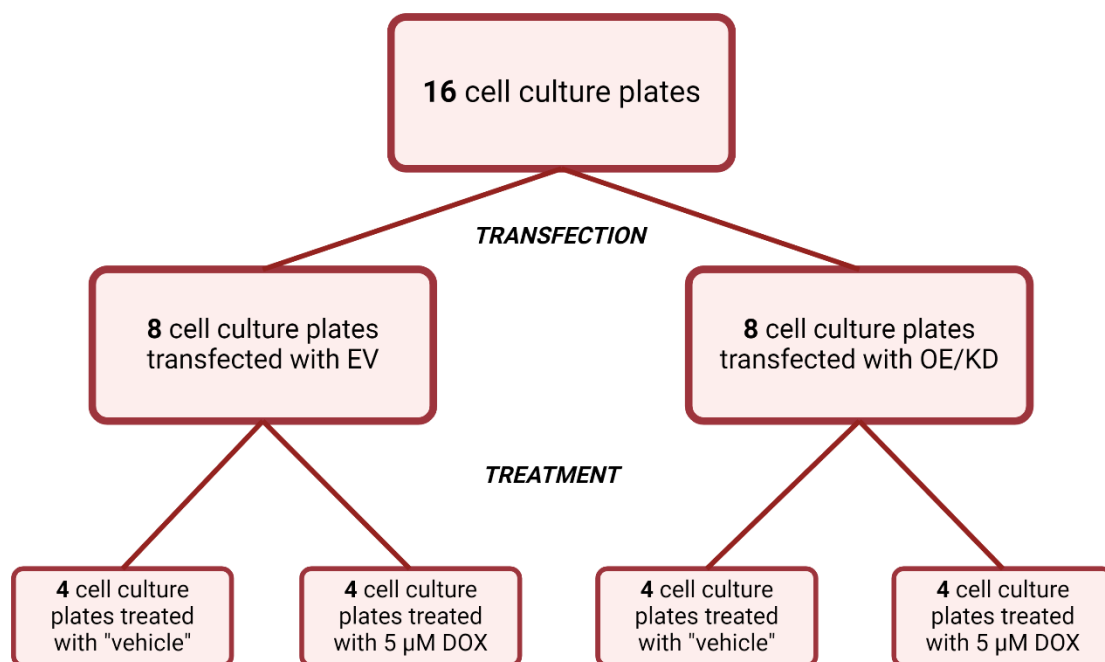 16 cell culture plates
TRANSFECTION
8 cell culture plates
transfected with EV
8 cell culture plates
transfected with OE/KD
TREATMENT
4 cell culture
plates treated
with "vehicle"
4 cell culture
plates treated
with 5 µM DOX
4 cell culture
plates treated
with "vehicle"
4 cell culture
plates treated
with 5 µM DOX